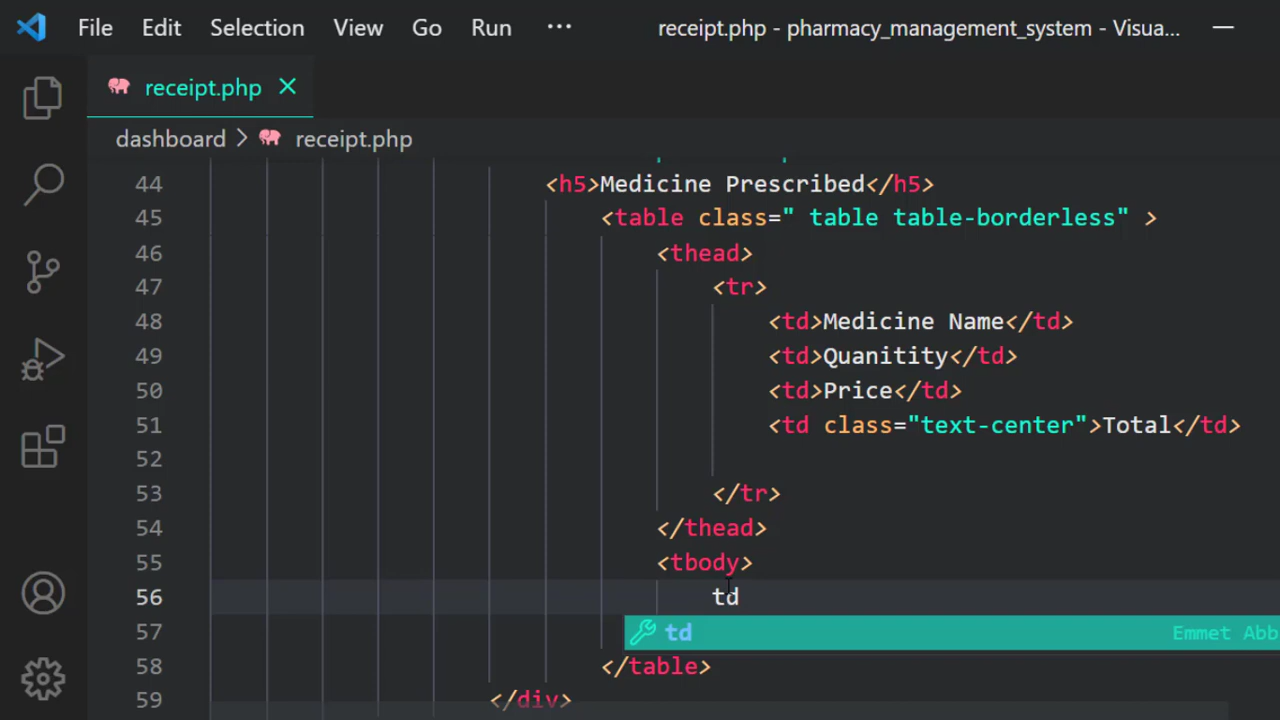 File Edit Selection View Go Run ··· receipt.php - pharmacy_management_system - Visua...
receipt.php
dashboard > receipt.php
44 <h5>Medicine Prescribed</h5>
45 <table class=" table table-borderless" >
46 <thead>
47 <tr>
48 <td>Medicine Name</td>
49 <td>Quanitity</td>
50 <td>Price</td>
51 <td class="text-center">Total</td>
52
53 </tr>
54 </thead>
55 <tbody>
56 td
57 td Emmet Abb
58 </table>
59 </div>